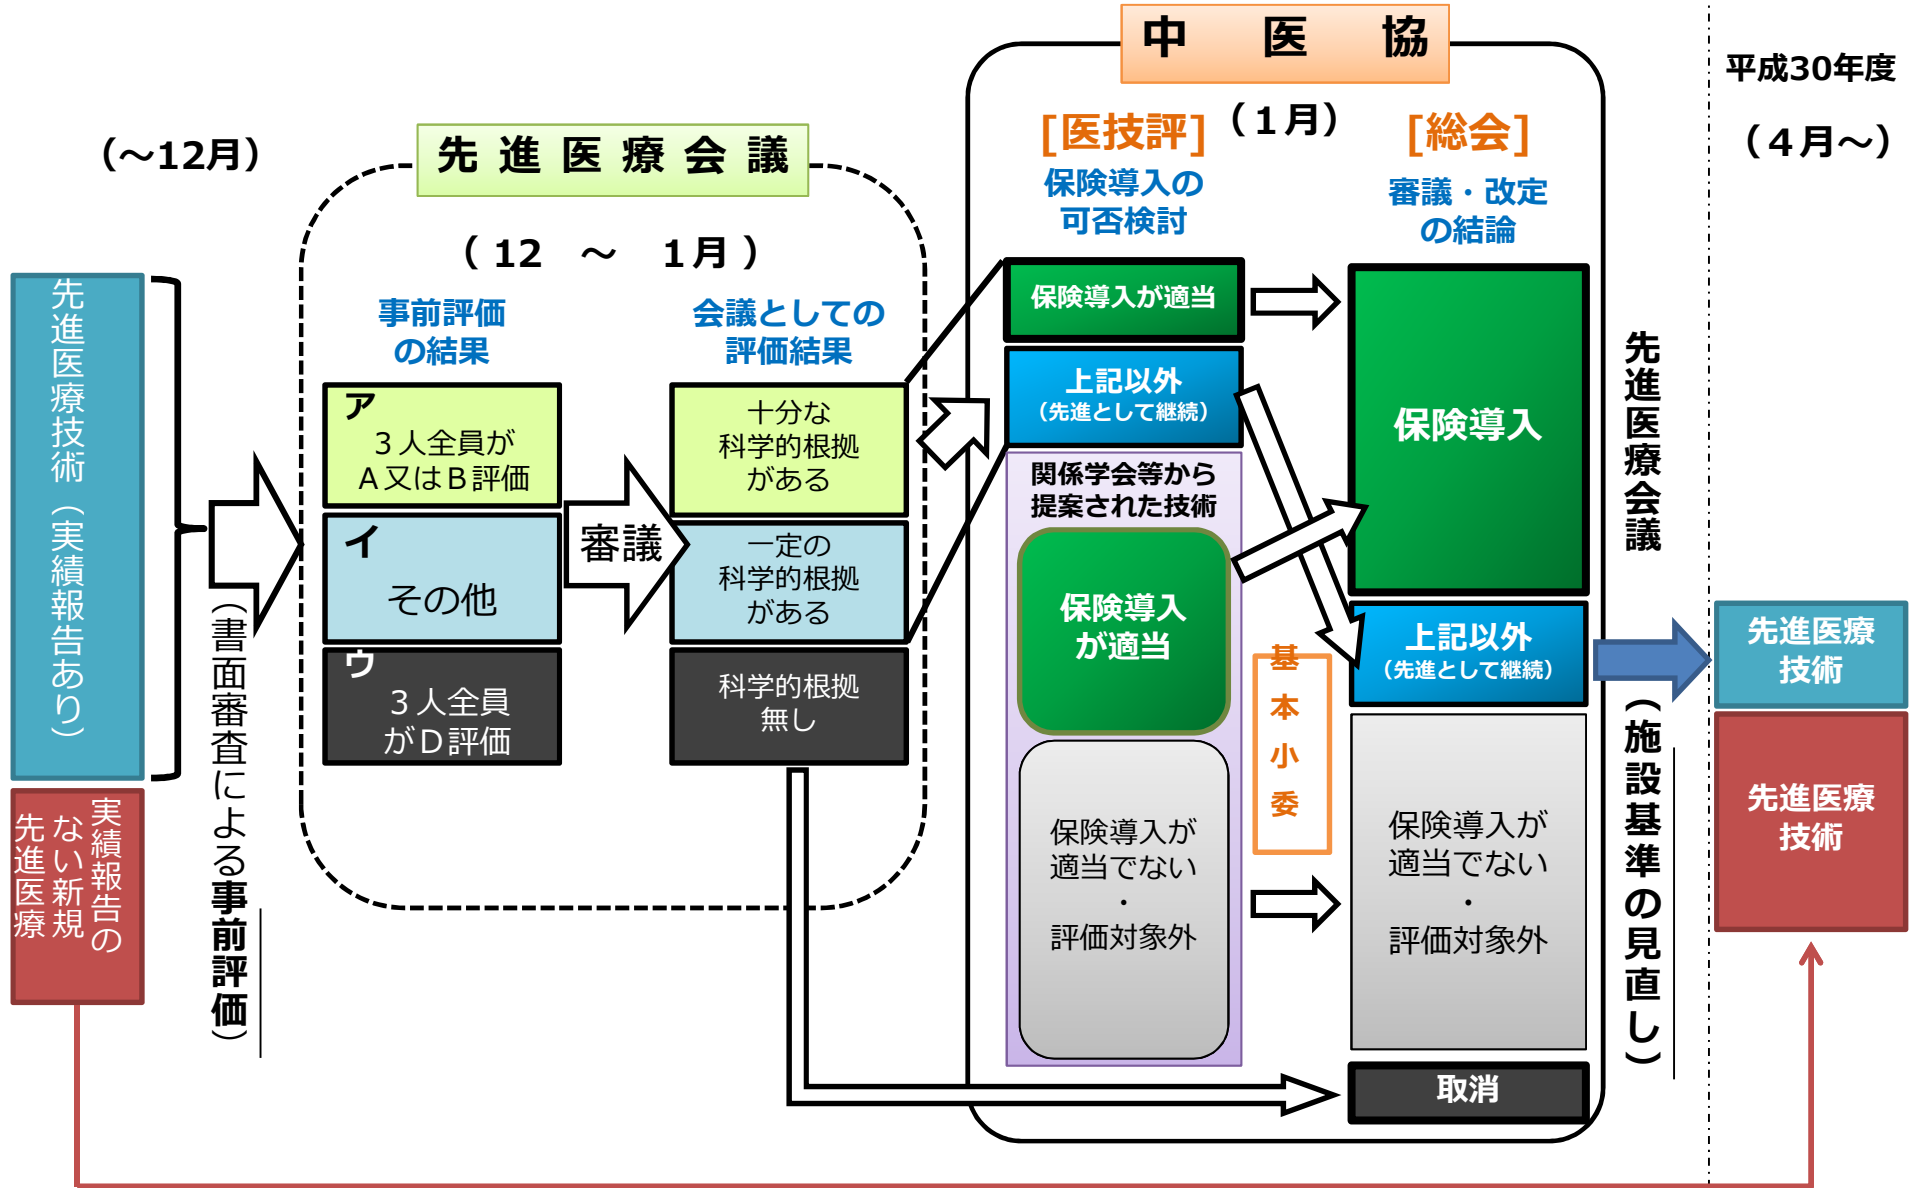 中　医　協
平成30年度
（１月）
（～12月）
（４月～）
先進医療会議
[医技評]
保険導入の
可否検討
[総会]
審議・改定
の結論
（12　～　１月）
事前評価
の結果
会議としての
評価結果
先進医療技術（実績報告あり）
実績報告の
ない新規
先進医療
（書面審査による事前評価）
ア
３人全員が
Ａ又はＢ評価
イ
その他
ウ
３人全員
がＤ評価
審議
十分な
科学的根拠
がある
一定の
科学的根拠
がある
科学的根拠
無し
保険導入が適当
上記以外
（先進として継続）
関係学会等から
提案された技術
保険導入
が適当
保険導入が
適当でない
・
評価対象外
基本小委
保険導入
上記以外
（先進として継続）
保険導入が
適当でない
・
評価対象外
取消
先進医療会議
（施設基準の見直し）
先進医療
技術
先進医療
技術